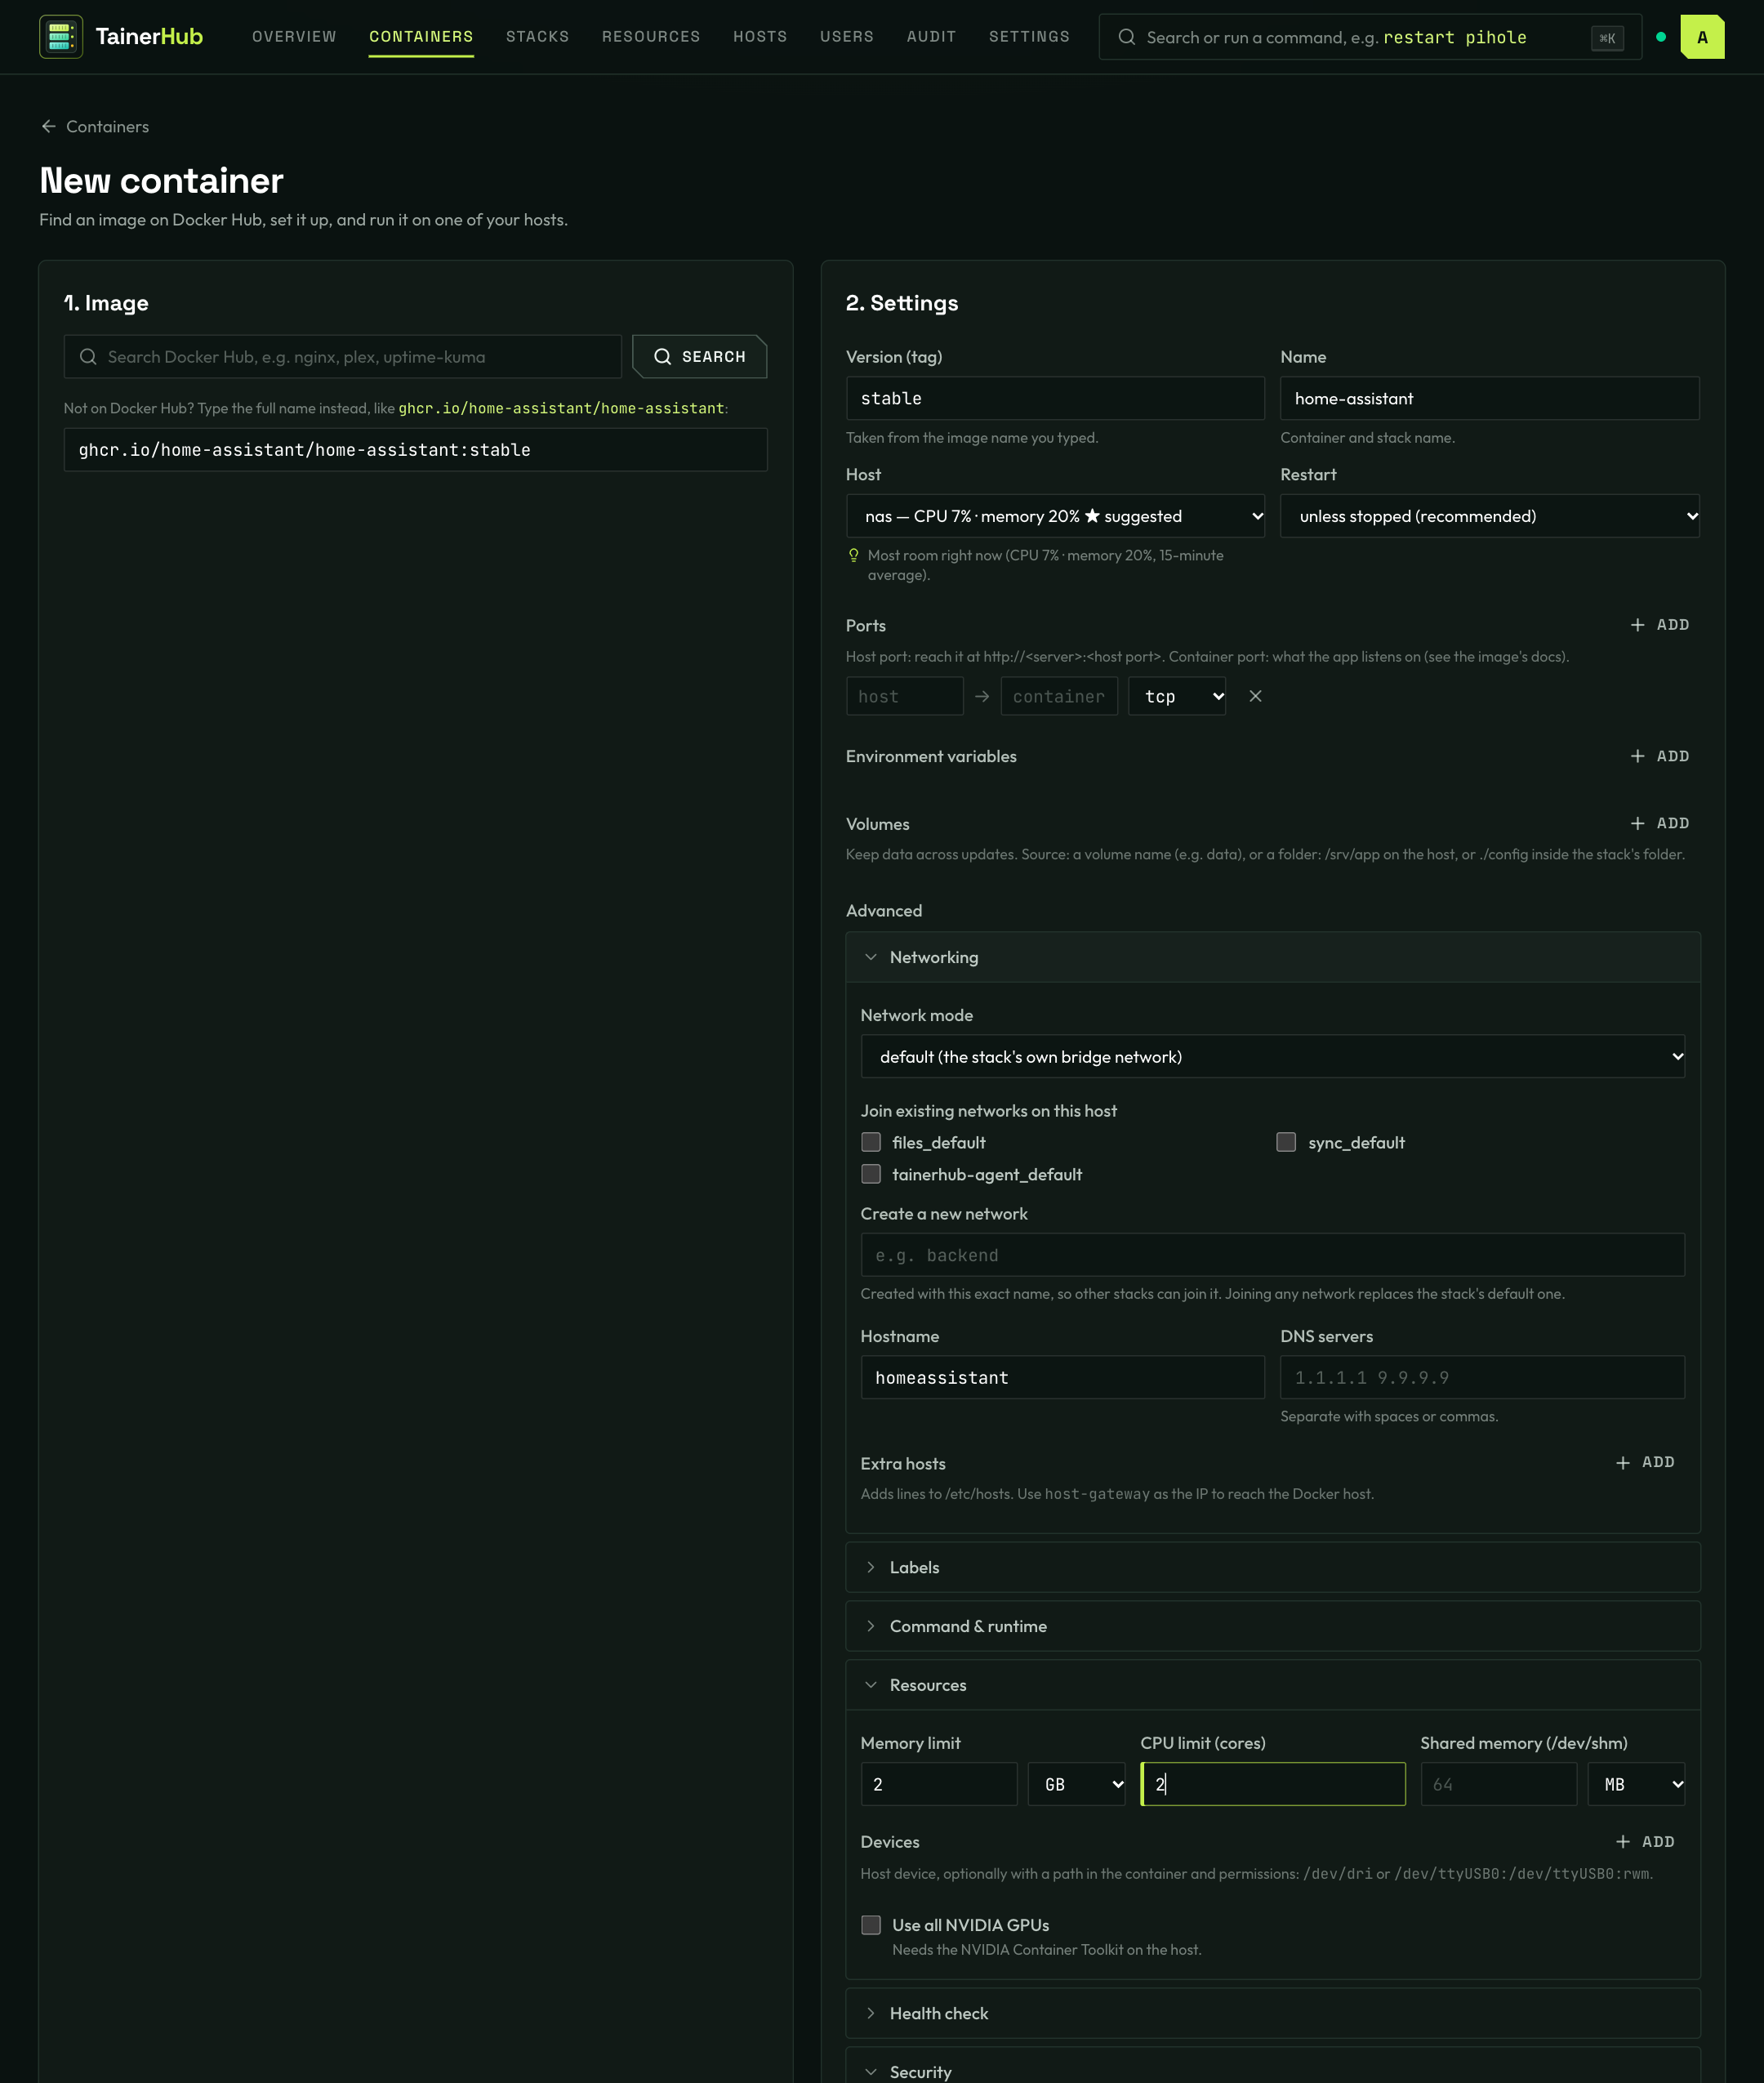 TainerHub
OVERVIEW
CONTAINERS
STACKS
RESOURCES
HOSTS
USERS
AUDIT
SETTINGS
Search or run a command, e.g. restart pihole
⌘K
A
Containers
New container
Find an image on Docker Hub, set it up, and run it on one of your hosts.
1. Image
Search Docker Hub, e.g. nginx, plex, uptime-kuma
SEARCH
Not on Docker Hub? Type the full name instead, like ghcr.io/home-assistant/home-assistant:
ghcr.io/home-assistant/home-assistant:stable
2. Settings
Version (tag)
Name
stable
home-assistant
Taken from the image name you typed.
Container and stack name.
Host
Restart
nas — CPU 7% · memory 20% ★ suggested
unless stopped (recommended)
Most room right now (CPU 7% · memory 20%, 15-minute
average).
Ports
ADD
Host port: reach it at http://<server>:<host port>. Container port: what the app listens on (see the image's docs).
host
→
container
tcp
Environment variables
ADD
Volumes
ADD
Keep data across updates. Source: a volume name (e.g. data), or a folder: /srv/app on the host, or ./config inside the stack's folder.
Advanced
Networking
Network mode
default (the stack's own bridge network)
Join existing networks on this host
files_default
sync_default
tainerhub-agent_default
Create a new network
e.g. backend
Created with this exact name, so other stacks can join it. Joining any network replaces the stack's default one.
Hostname
DNS servers
homeassistant
1.1.1.1 9.9.9.9
Separate with spaces or commas.
Extra hosts
ADD
Adds lines to /etc/hosts. Use host-gateway as the IP to reach the Docker host.
Labels
Command & runtime
Resources
Memory limit
CPU limit (cores)
Shared memory (/dev/shm)
2
GB
2
64
MB
Devices
ADD
Host device, optionally with a path in the container and permissions: /dev/dri or /dev/ttyUSB0:/dev/ttyUSB0:rwm.
Use all NVIDIA GPUs
Needs the NVIDIA Container Toolkit on the host.
Health check
Security